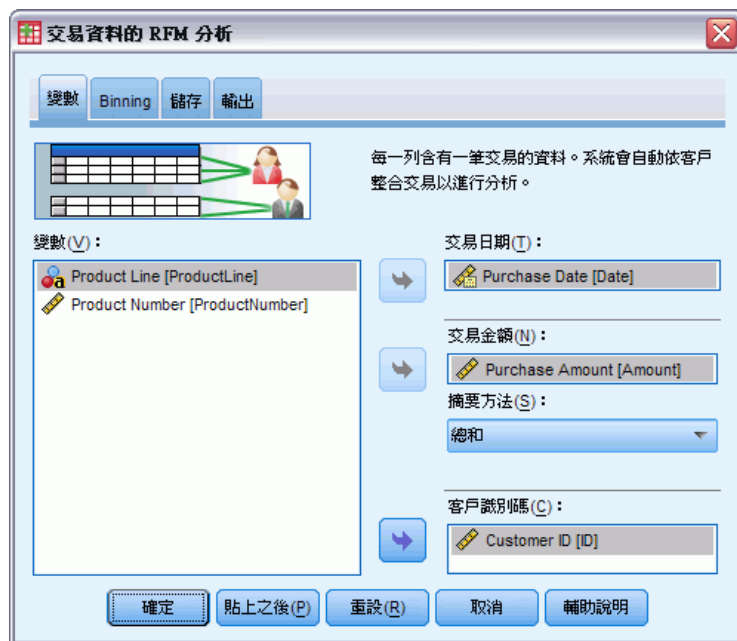 交易資料的 RFM 分析
變數 Binning 儲存 輸出
每一列含有一筆交易的資料。系統會自動依客戶
整合交易以進行分析。
變數(V)：
Product Line [ProductLine]
Product Number [ProductNumber]
交易日期(T)：
Purchase Date [Date]
交易金額(N)：
Purchase Amount [Amount]
摘要方法(S)：
總和
客戶識別碼(C)：
Customer ID [ID]
確定 貼上之後(P) 重設(R) 取消 輔助說明